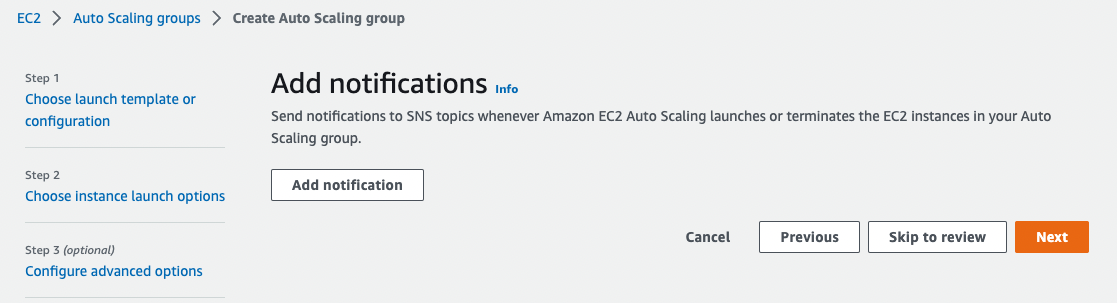 EC2 > Auto Scaling groups > Create Auto Scaling group
Step 1
Choose launch template or
configuration
Step 2
Choose instance launch options
Step 3 (optional)
Configure advanced options
Add notifications Info
Send notifications to SNS topics whenever Amazon EC2 Auto Scaling launches or terminates the EC2 instances in your Auto
Scaling group.
Add notification
Cancel Previous Skip to review Next